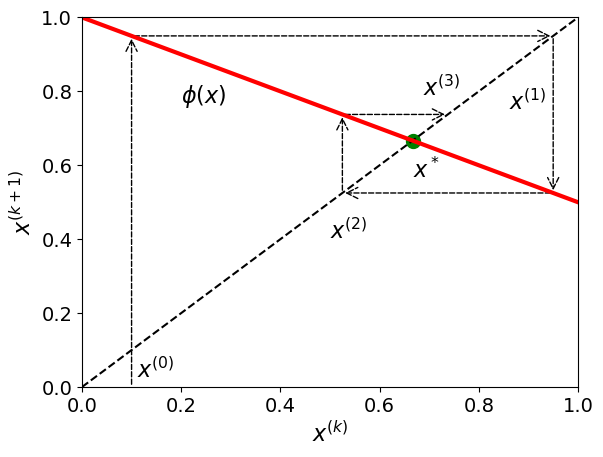 1.0
0.8
0.6
0.4
0.2
0.0
x^{(k+1)}
ϕ(x)
x^{(3)}
x^{(1)}
x^*
x^{(2)}
x^{(0)}
0.0 0.2 0.4 0.6 0.8 1.0
x^{(k)}